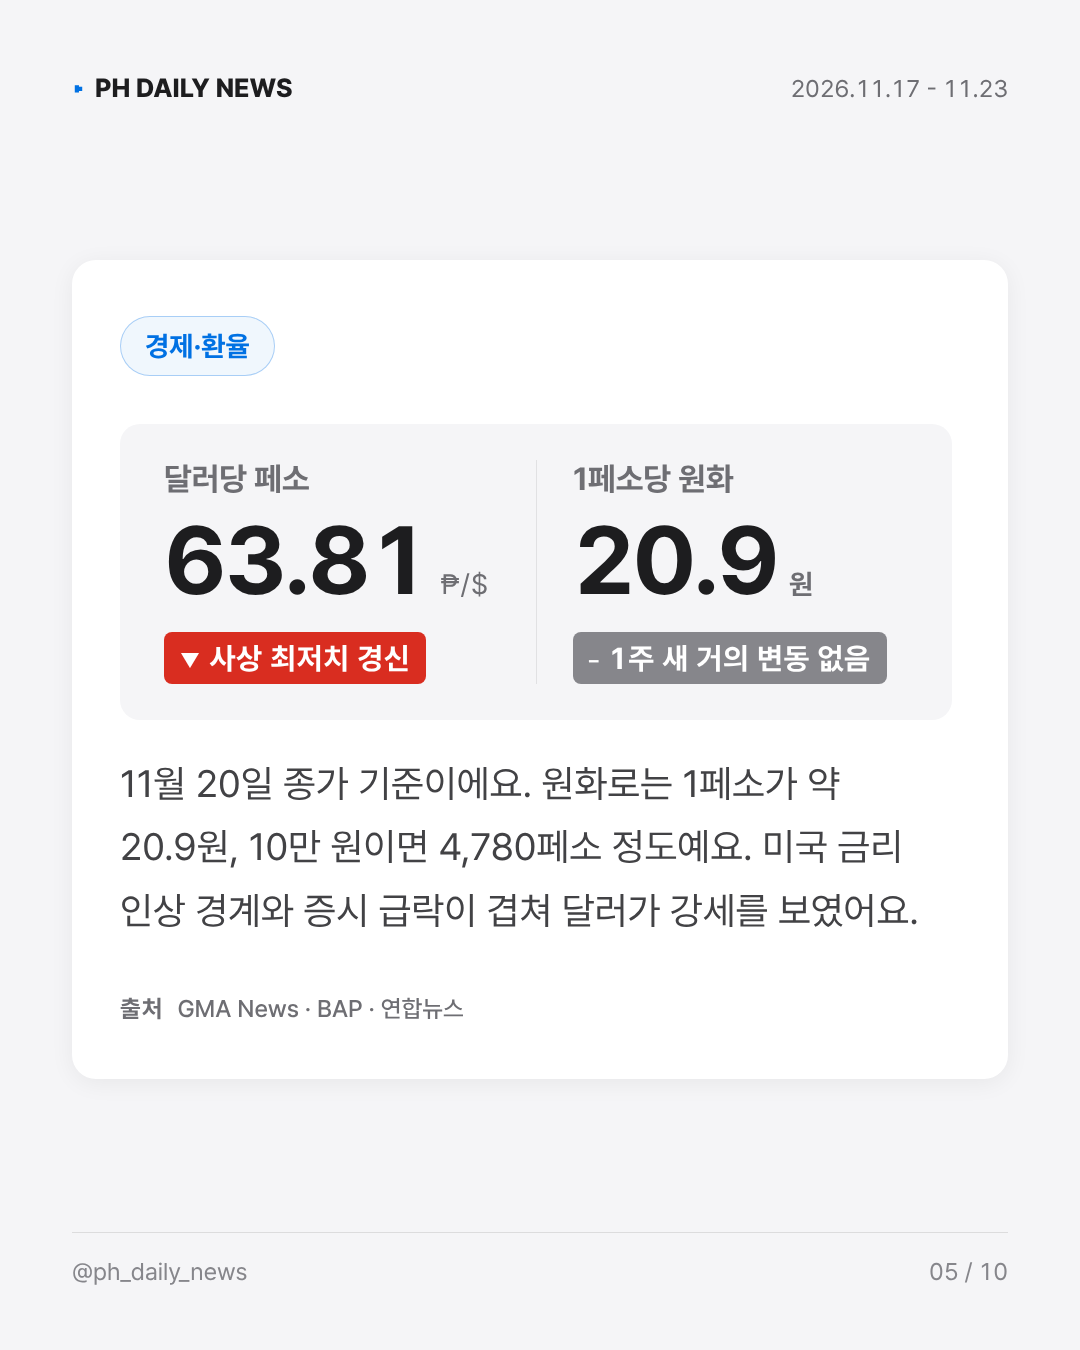 PH DAILY NEWS
2026.11.17 - 11.23
경제·환율
달러당 페소
63.81 ₱/$
▼ 사상 최저치 경신
1페소당 원화
20.9 원
- 1주 새 거의 변동 없음
11월 20일 종가 기준이에요. 원화로는 1페소가 약
20.9원, 10만 원이면 4,780페소 정도예요. 미국 금리
인상 경계와 증시 급락이 겹쳐 달러가 강세를 보였어요.
출처 GMA News · BAP · 연합뉴스
@ph_daily_news
05 / 10